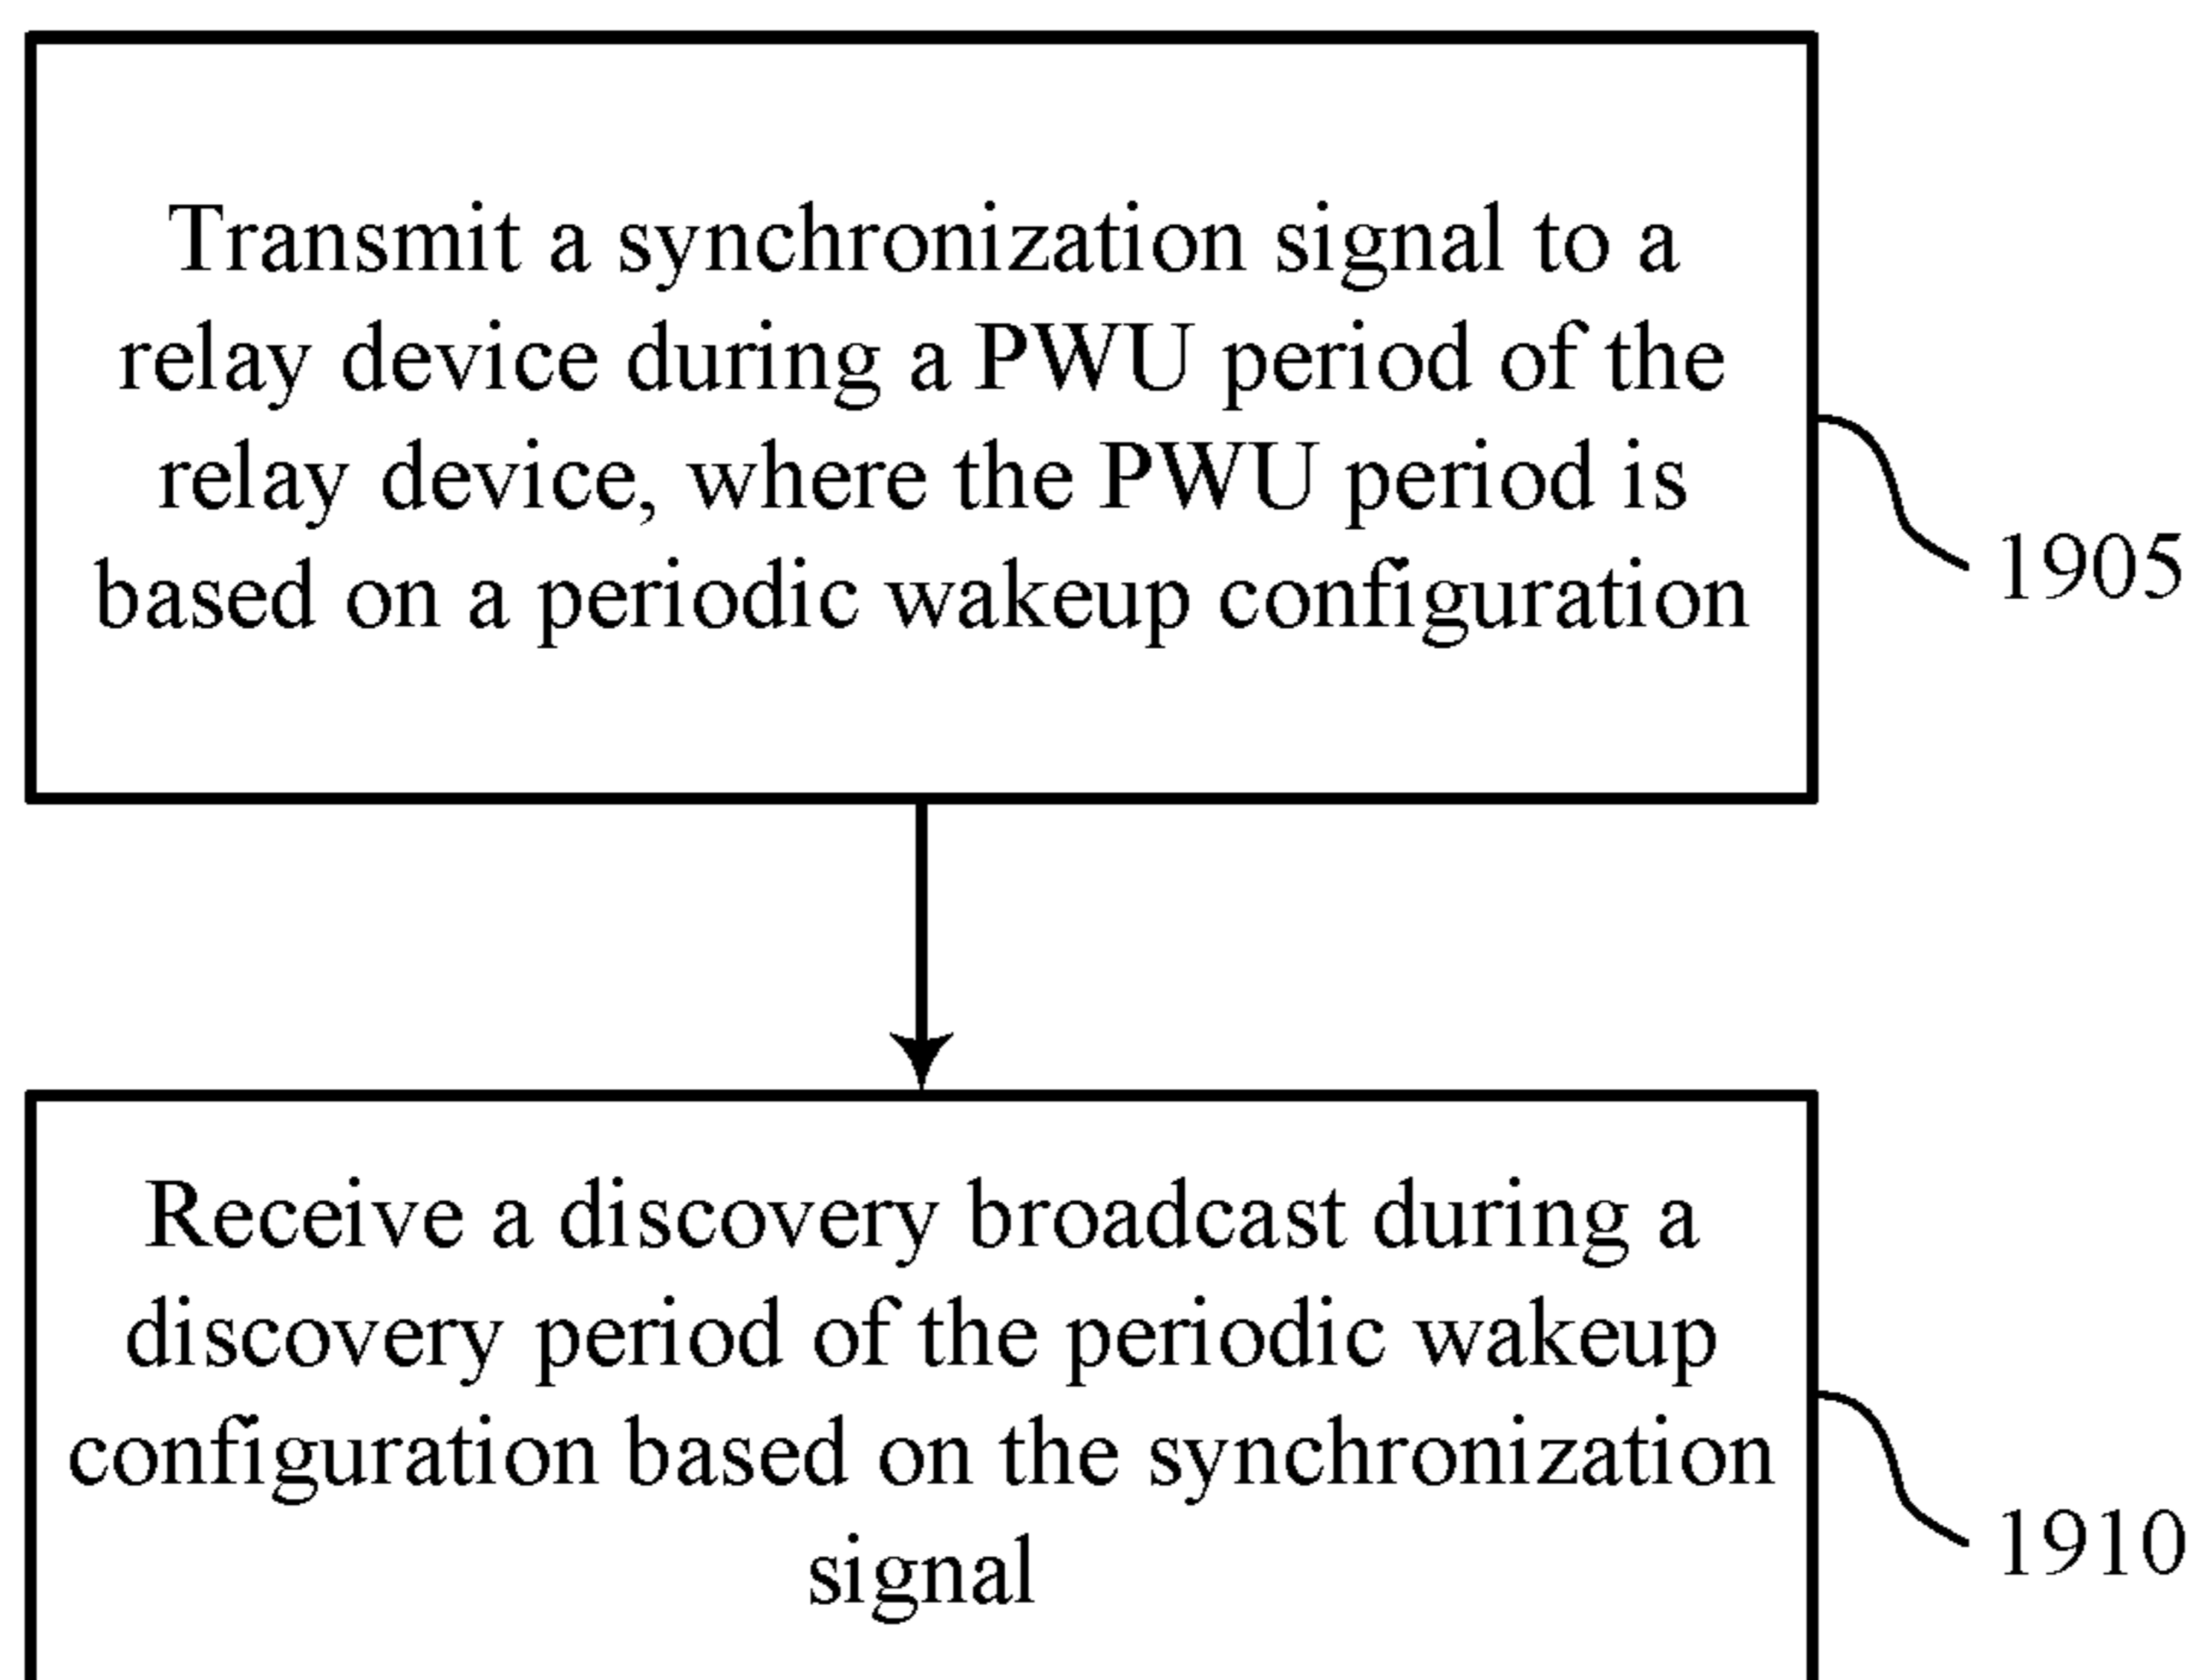 Transmit a synchronization signal to a
relay device during a PWU period of the
relay device, where the PWU period is
based on a periodic wakeup configuration
1905
Receive a discovery broadcast during a
discovery period of the periodic wakeup
configuration based on the synchronization
signal
1910